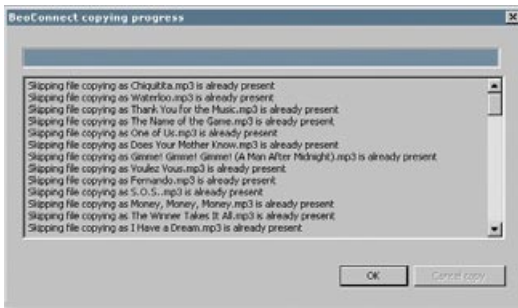 BeoConnect copying progress
Skipping file copying as Chiquitita.mp3 is already present
Skipping file copying as Waterloo.mp3 is already present
Skipping file copying as Thank You for the Music.mp3 is already present
Skipping file copying as The Name of the Game.mp3 is already present
Skipping file copying as One of Us.mp3 is already present
Skipping file copying as Does Your Mother Know.mp3 is already present
Skipping file copying as Gimme! Gimme! Gimme! (A Man After Midnight).mp3 is already present
Skipping file copying as Voulez Vous.mp3 is already present
Skipping file copying as Fernando.mp3 is already present
Skipping file copying as S.O.S..mp3 is already present
Skipping file copying as Money, Money, Money.mp3 is already present
Skipping file copying as The Winner Takes It All.mp3 is already present
Skipping file copying as I Have a Dream.mp3 is already present
OK
Cancel copy